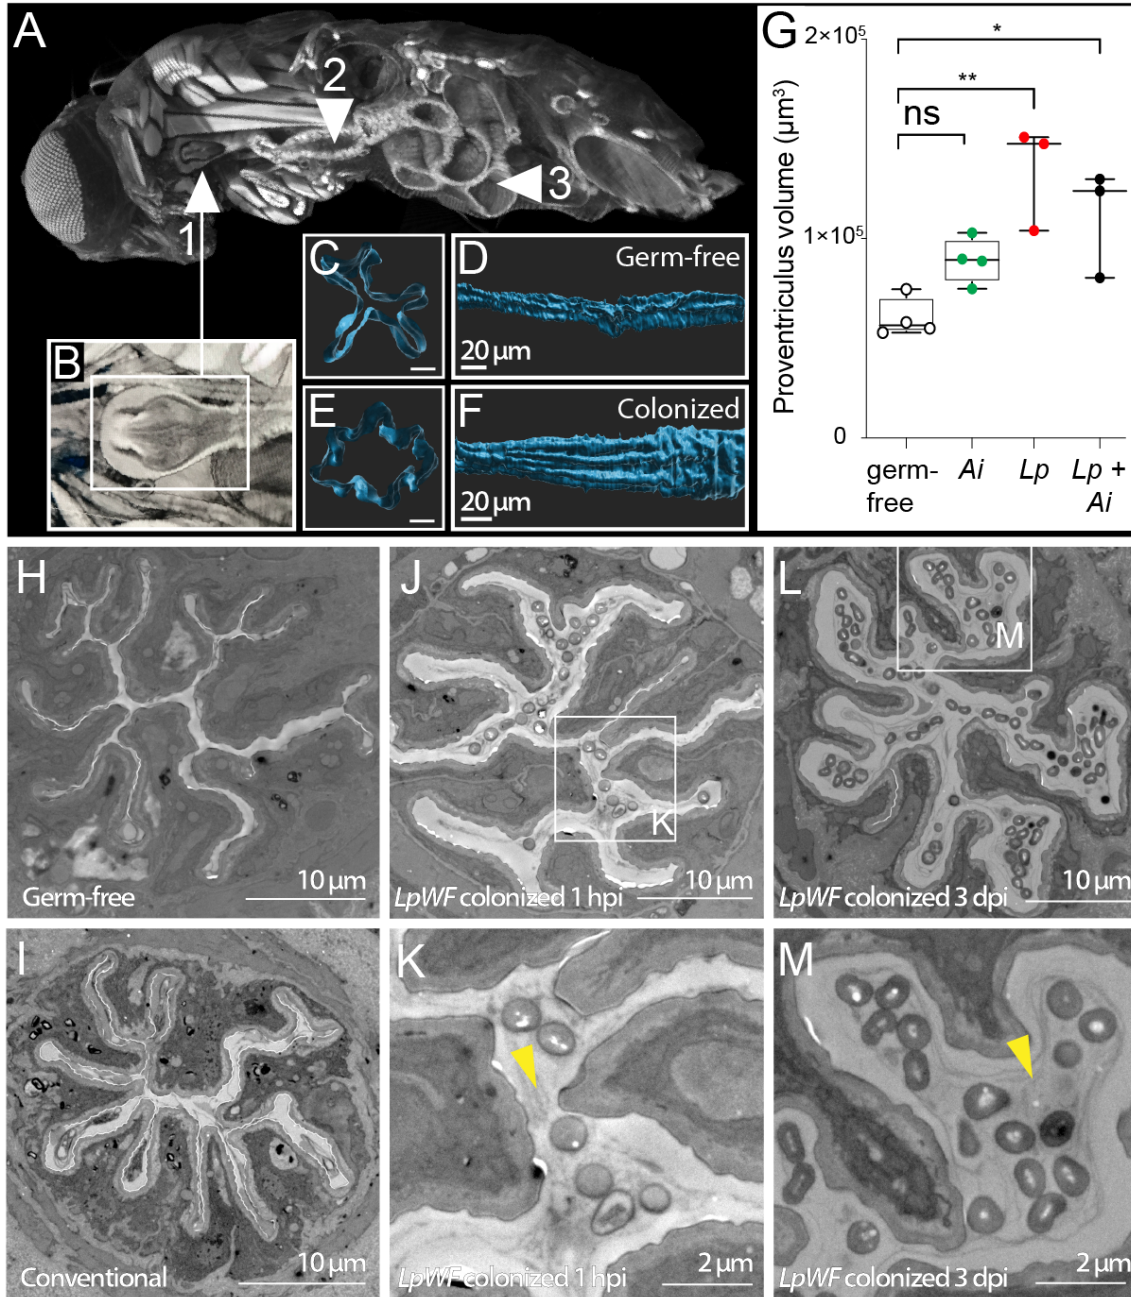 A
1
2
3
B
C
D
Germ-free
20 µm
E
F
Colonized
20 µm
G
Proventriculus volume (µm³)
2×10⁵
1×10⁵
0
*
**
ns
germ-
free
Ai
Lp
Lp +
Ai
H
Germ-free
10 µm
J
K
LpWF colonized 1 hpi
10 µm
L
M
LpWF colonized 3 dpi
10 µm
I
Conventional
10 µm
K
LpWF colonized 1 hpi
2 µm
M
LpWF colonized 3 dpi
2 µm